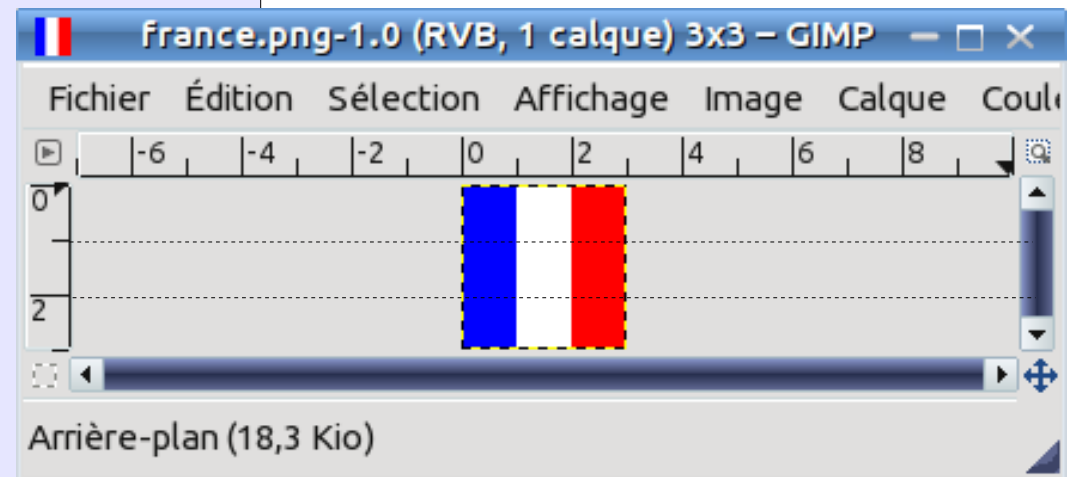 france.png-1.0 (RVB, 1 calque) 3x3 – GIMP
Fichier Édition Sélection Affichage Image Calque Coule
-6 -4 -2 0 2 4 6 8
0
2
Arrière-plan (18,3 Kio)